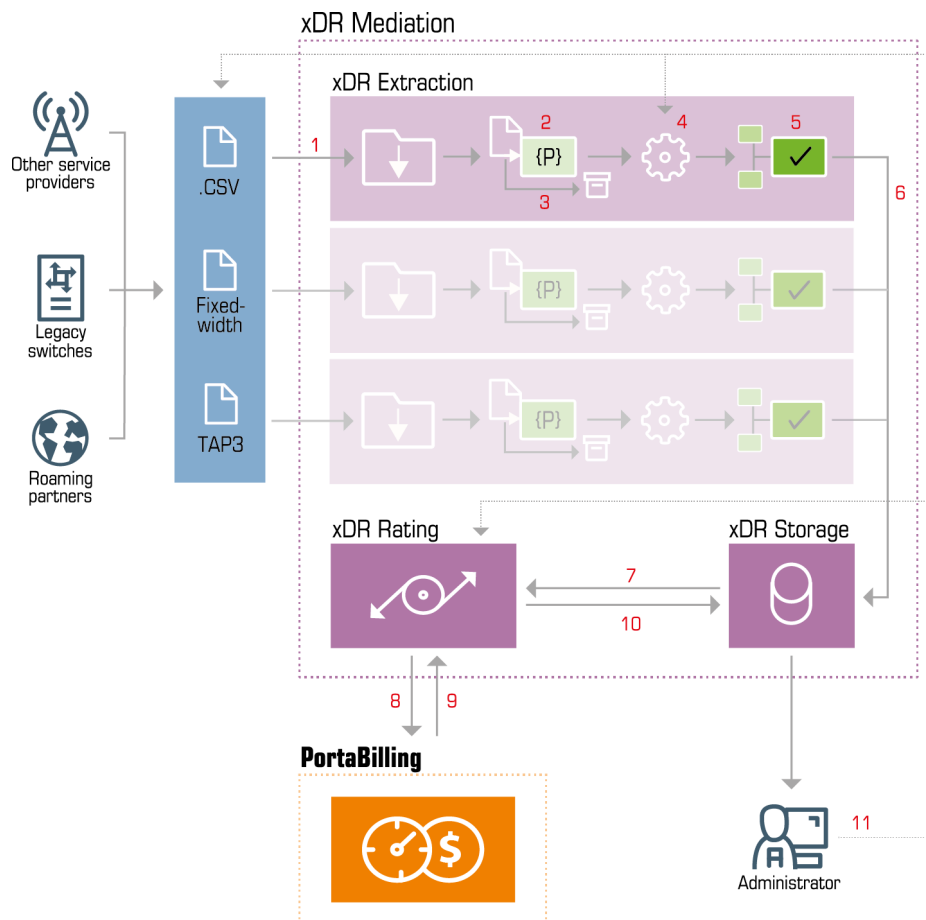 xDR Mediation
xDR Extraction
Other service
providers
Legacy
switches
Roaming
partners
.CSV
Fixed-
width
TAP3
1
2
{P}
3
4
5
6
{P}
{P}
xDR Rating
xDR Storage
7
10
8
9
PortaBilling
$
11
Administrator